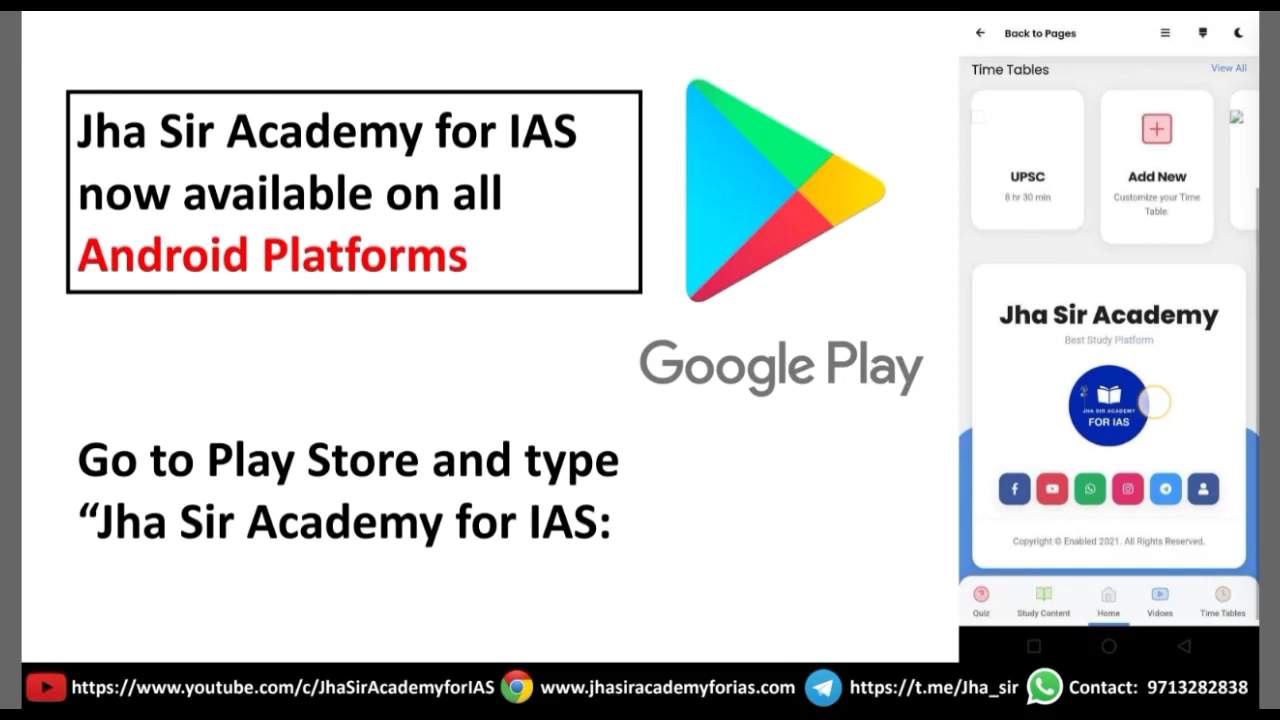 Jha Sir Academy for IAS
now available on all
Android Platforms
Google Play
Go to Play Store and type
“Jha Sir Academy for IAS:
Back to Pages
Time Tables
View All
UPSC
8 hr 30 min
Add New
Customize your Time
Table.
Jha Sir Academy
Best Study Platform
JHA SIR ACADEMY
FOR IAS
Copyright © Enabled 2021. All Rights Reserved.
Quiz Study Content Home Vidoes Time Tables
https://www.youtube.com/c/JhaSirAcademyforIAS www.jhasiracademyforias.com https://t.me/Jha_sir Contact: 9713282838